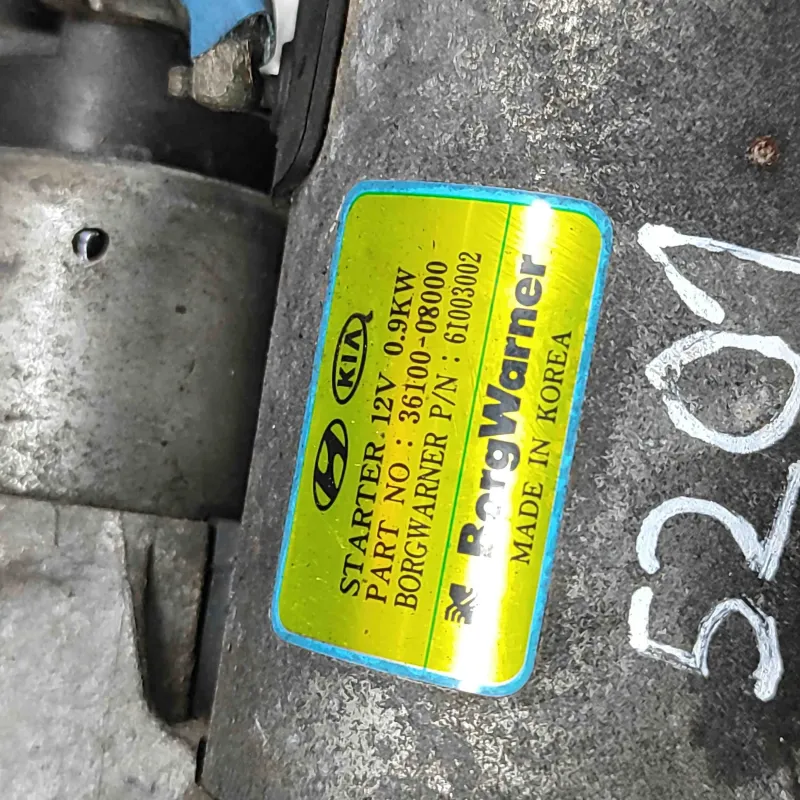 KIA
STARTER 12V 0.9KW
PART NO : 36100-08000
BORGWARNER P/N : 61003002
BorgWarner
MADE IN KOREA
5201